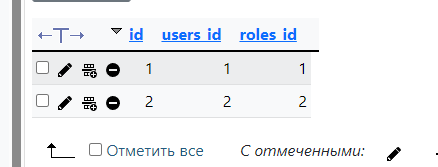 id users_id roles_id
1 1 1
2 2 2
Отметить все С отмеченными: